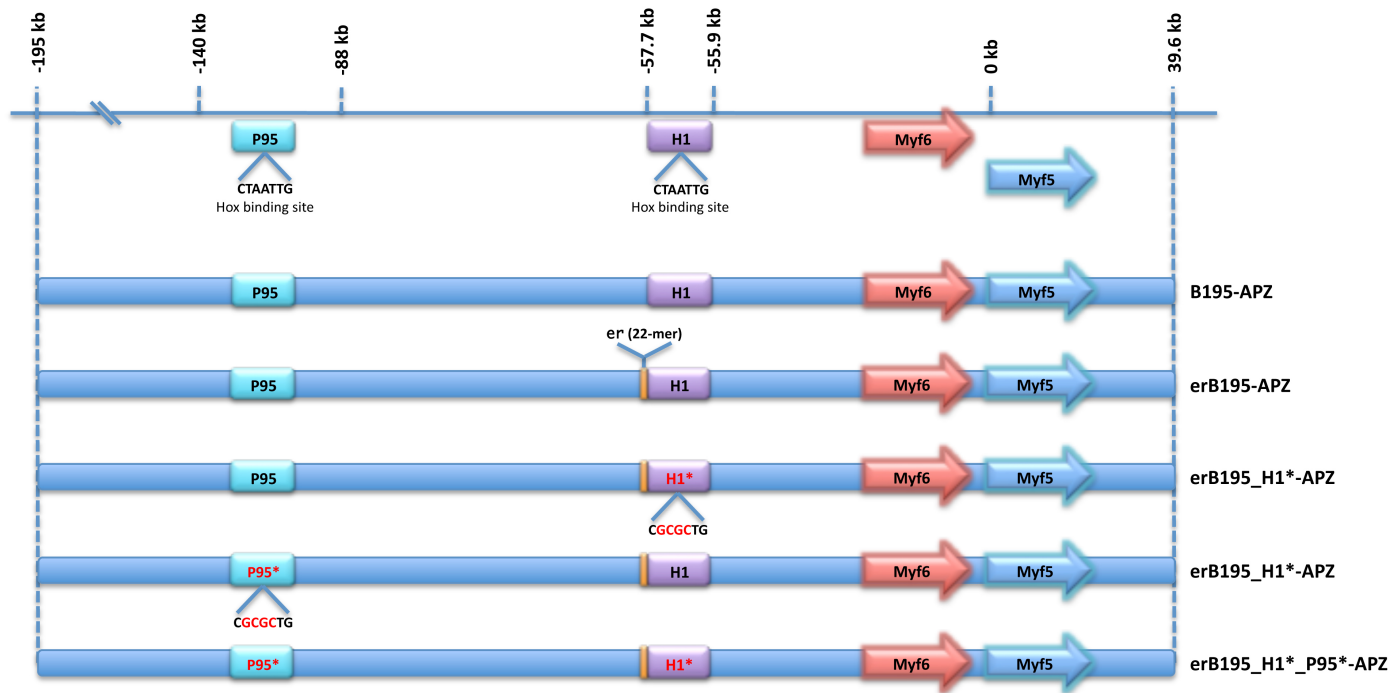 -195 kb
-140 kb
-88 kb
-57.7 kb
-55.9 kb
0 kb
39.6 kb
P95
H1
Myf6
CTAATTG
Hox binding site
CTAATTG
Hox binding site
Myf5
P95
H1
Myf6
Myf5
B195-APZ
er (22-mer)
P95
H1
Myf6
Myf5
erB195-APZ
P95
H1*
Myf6
Myf5
erB195_H1*-APZ
CGCGCTG
P95*
H1
Myf6
Myf5
erB195_H1*-APZ
CGCGCTG
P95*
H1*
Myf6
Myf5
erB195_H1*_P95*-APZ